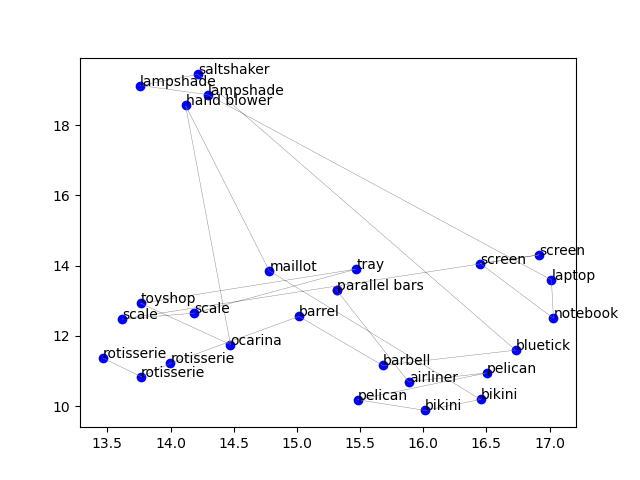 saltshaker
lampshade
lampshade
hand blower
18
16
screen
screen
14
maillot
tray
laptop
parallel bars
toyshop
scale
scale
barrel
notebook
12
ocarina
bluetick
rotisserie
rotisserie
barbell
rotisserie
airliner
pelican
pelican
bikini
bikini
10
13.5 14.0 14.5 15.0 15.5 16.0 16.5 17.0